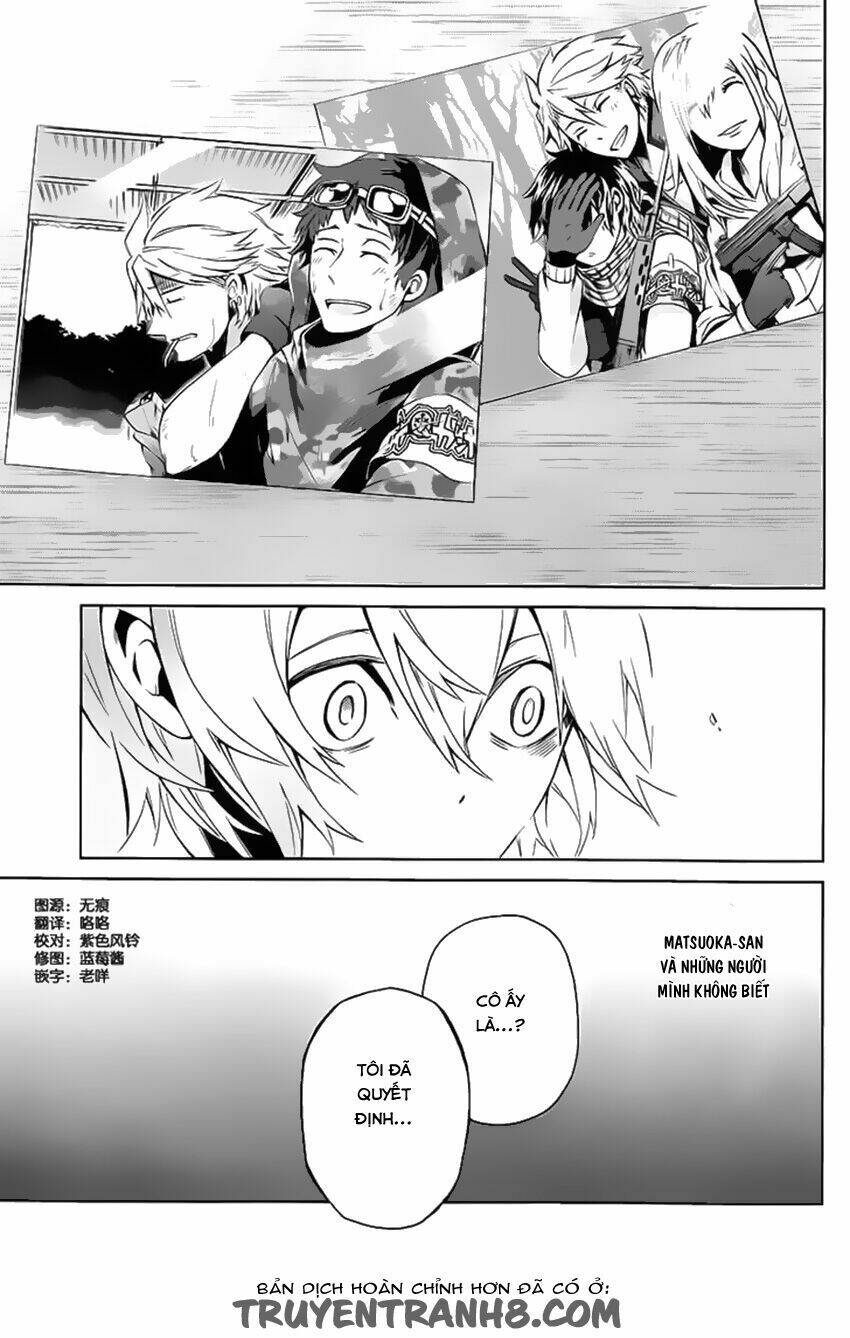 MATSUOKA-SAN
VÀ NHỮNG NGƯỜI
MÌNH KHÔNG BIẾT
CÔ ẤY
LÀ...?
TÔI ĐÃ
QUYẾT
ĐỊNH...
图源：无痕
翻译：咯咯
校对：紫色风铃
修图：蓝莓酱
嵌字：老咩
BẢN DỊCH HOÀN CHỈNH HƠN ĐÃ CÓ Ở:
TRUYENTRANH8.COM